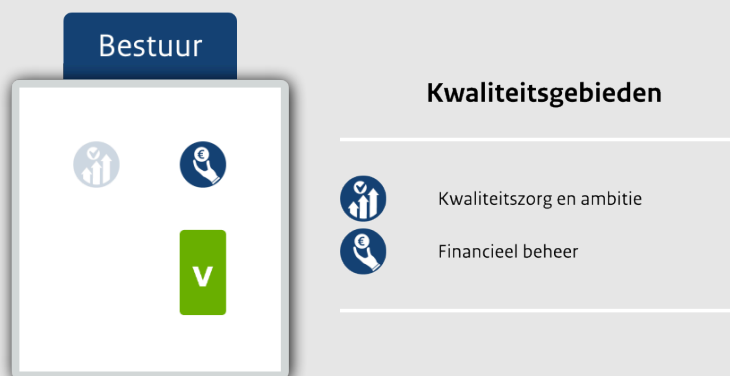 Bestuur
Kwaliteitsgebieden
€
€
Kwaliteitszorg en ambitie
Financieel beheer
V